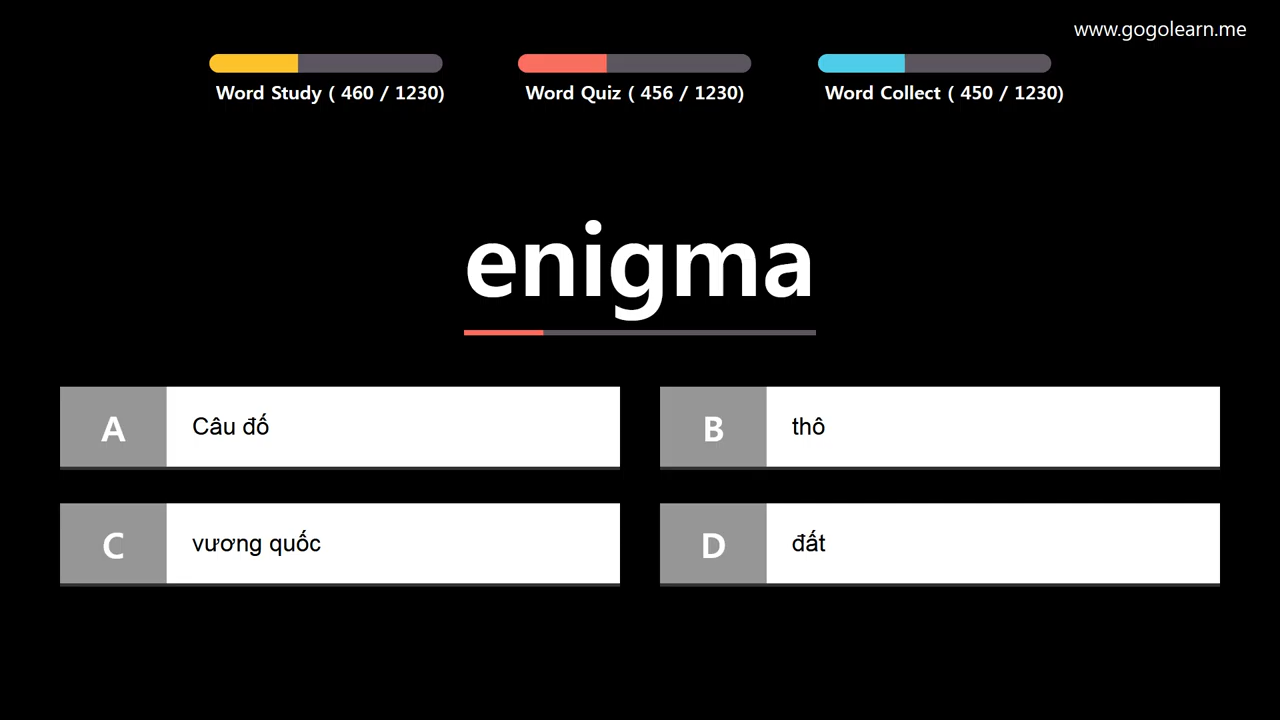 www.gogolearn.me
Word Study ( 460 / 1230)
Word Quiz ( 456 / 1230)
Word Collect ( 450 / 1230)
enigma
A
Câu đố
B
thô
C
vương quốc
D
đất